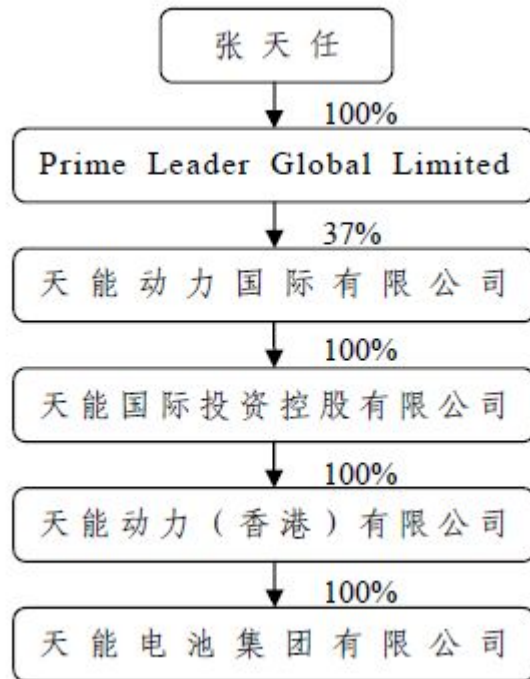 张天任
100%
Prime Leader Global Limited
37%
天能动力国际有限公司
100%
天能国际投资控股有限公司
100%
天能动力(香港)有限公司
100%
天能电池集团有限公司